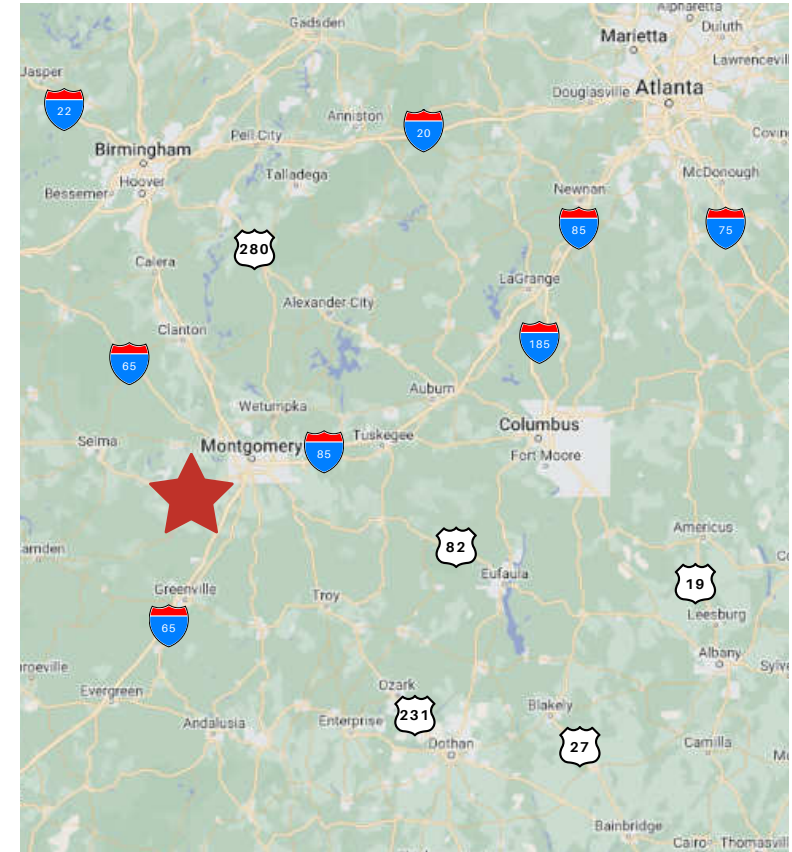 Gadsden
Alpharetta
Marietta
Duluth
Jasper
22
Douglasville
Atlanta
Anniston
20
Pell City
Birmingham
Talladega
McDonough
Hoover
Bessemer
Newnan
85
75
280
Calera
LaGrange
Alexander City
Clanton
185
65
Auburn
Wetumpka
Columbus
Selma
Montgomery
85
Tuskegee
Fort Moore
Americus
82
amden
Eufaula
19
Greenville
Troy
Leesburg
65
Albany
roeville
Sylve
Evergreen
Ozark
Blakely
231
Andalusia
Enterprise
27
Dothan
Camilla
Bainbridge
Cairo
Thomasvill